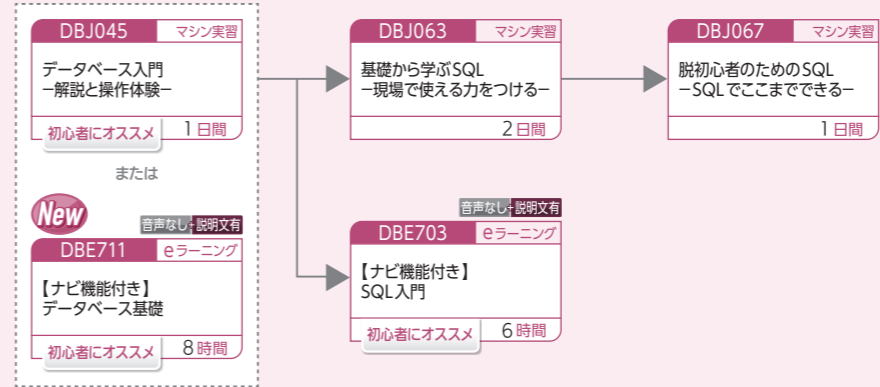 DBJ045 マシン実習
データベース入門
−解説と操作体験−
初心者にオススメ 1日間
または
New
音声なし+説明文有
DBE711 eラーニング
【ナビ機能付き】
データベース基礎
初心者にオススメ 8時間
DBJ063 マシン実習
基礎から学ぶSQL
−現場で使える力をつける−
2日間
音声なし+説明文有
DBE703 eラーニング
【ナビ機能付き】
SQL入門
初心者にオススメ 6時間
DBJ067 マシン実習
脱初心者のためのSQL
−SQLでここまでできる−
1日間